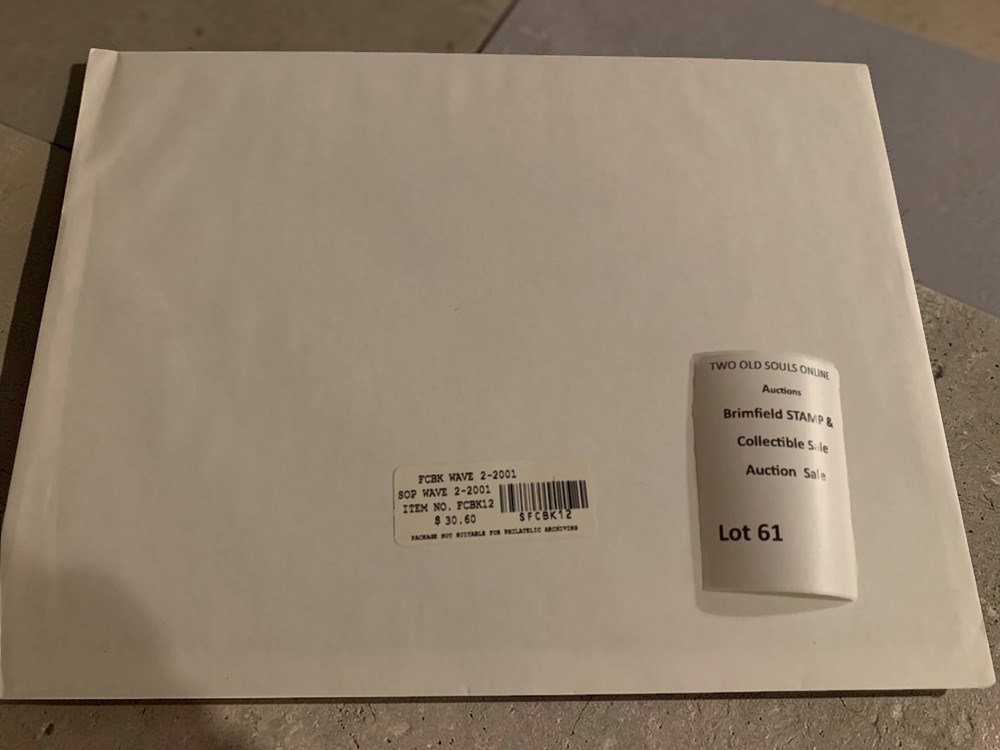 TWO OLD SOULS ONLINE
Auctions
Brimfield STAMP &
Collectible Sale
Auction Sale
Lot 61
FCBK WAVE 2-2001
SOP WAVE 2-2001
ITEM NO. FCBK12
$ 30.60
SFCBK12
PACKAGE NOT SUITABLE FOR PHILATELIC ARCHIVING